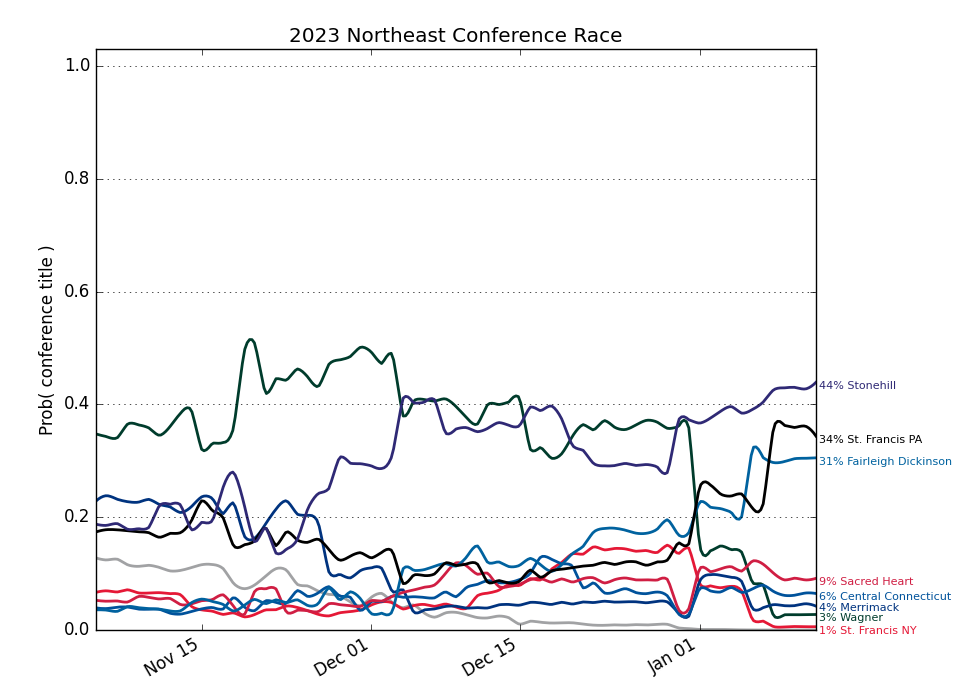 2023 Northeast Conference Race
Prob( conference title )
1.0
0.8
0.6
0.4
0.2
0.0
Nov 15
Dec 01
Dec 15
Jan 01
44% Stonehill
34% St. Francis PA
31% Fairleigh Dickinson
9% Sacred Heart
6% Central Connecticut
4% Merrimack
3% Wagner
1% St. Francis NY